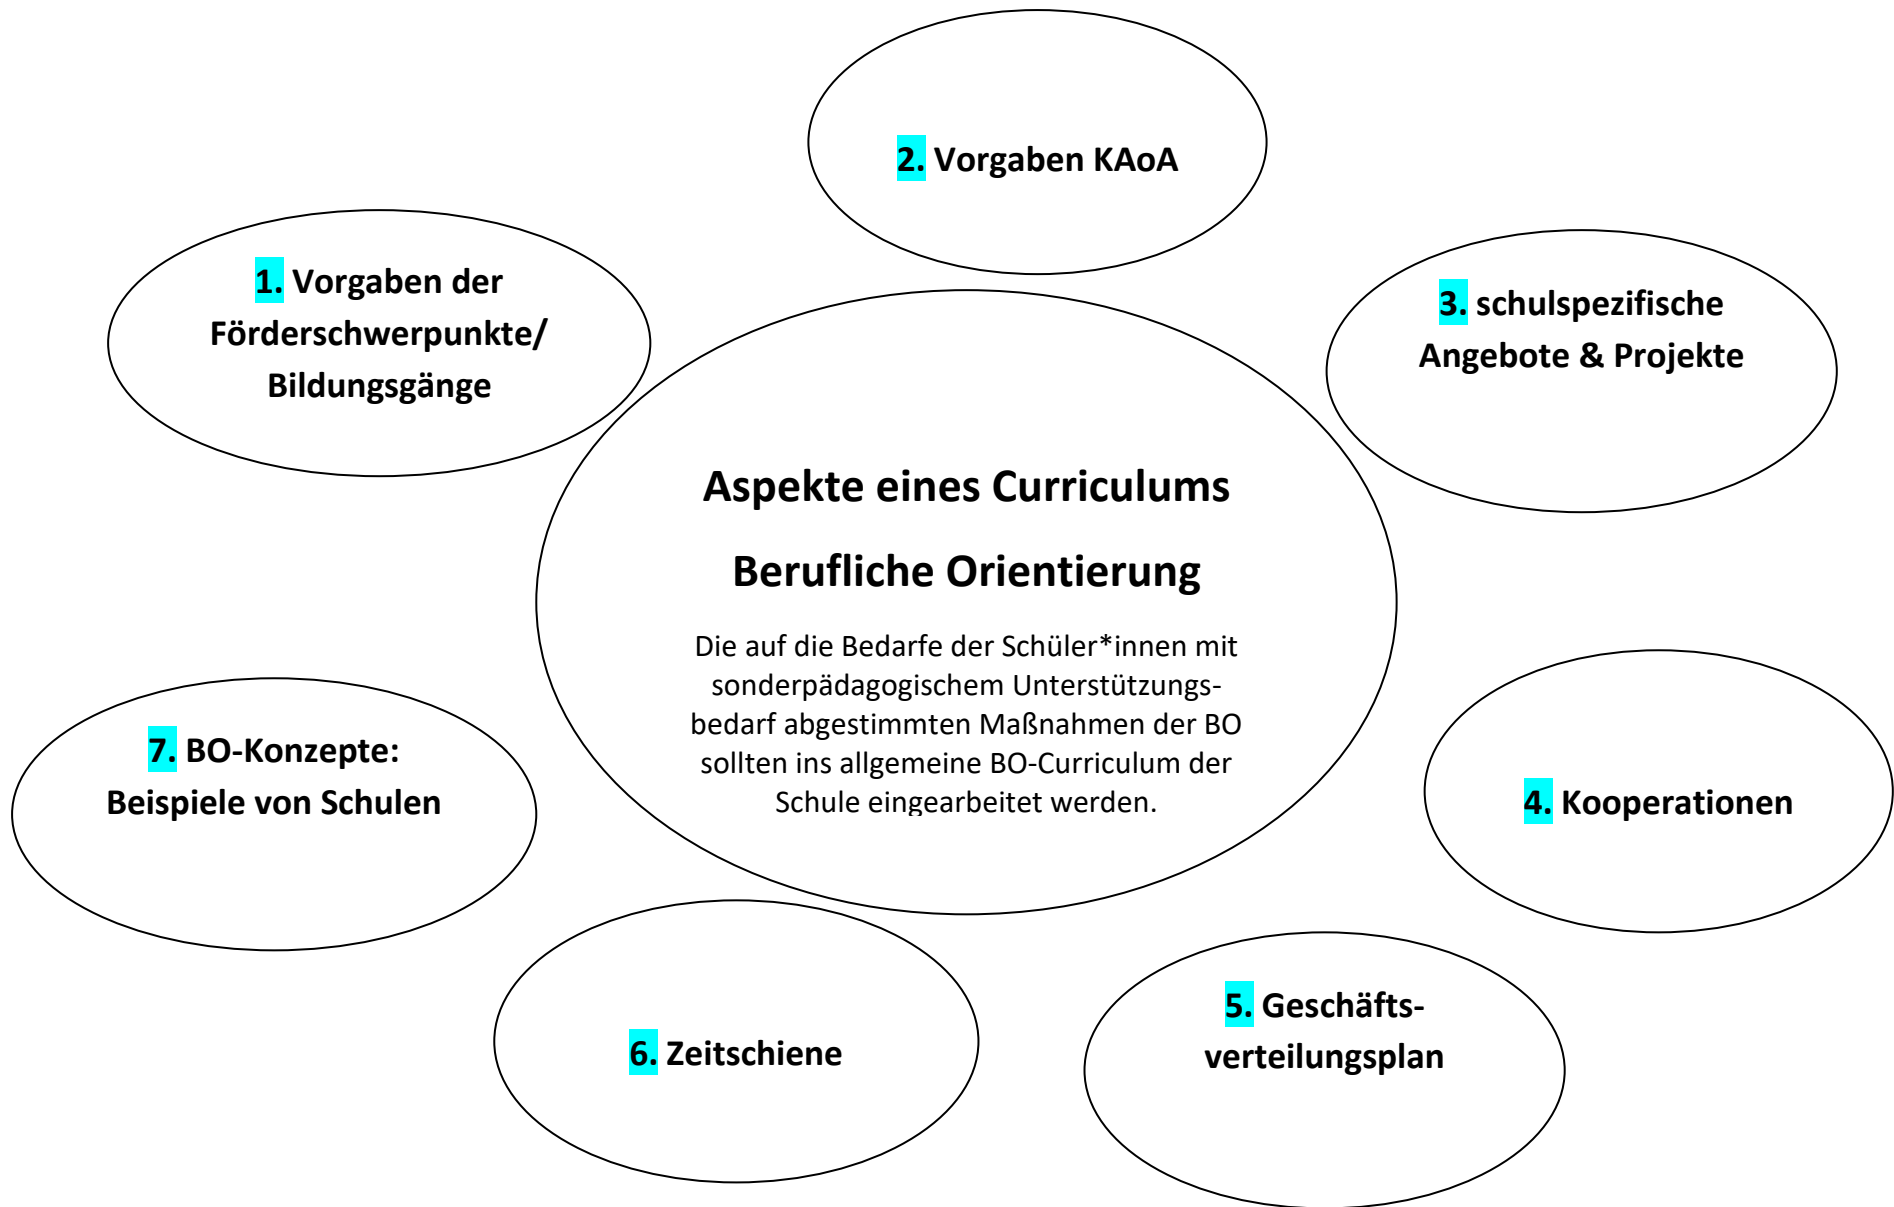 2. Vorgaben KAoA
1. Vorgaben der
Förderschwerpunkte/
Bildungsgänge
3. schulspezifische
Angebote & Projekte
Aspekte eines Curriculums
Berufliche Orientierung
Die auf die Bedarfe der Schüler*innen mit
sonderpädagogischem Unterstützungs-
bedarf abgestimmten Maßnahmen der BO
sollten ins allgemeine BO-Curriculum der
Schule eingearbeitet werden.
7. BO-Konzepte:
Beispiele von Schulen
4. Kooperationen
6. Zeitschiene
5. Geschäfts-
verteilungsplan